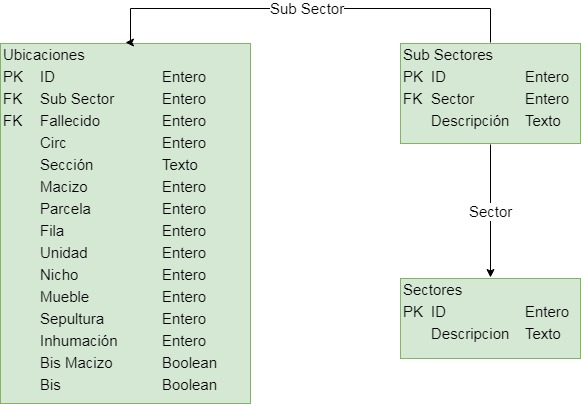 Sub Sector
Ubicaciones
PK ID Entero
FK Sub Sector Entero
FK Fallecido Entero
Circ Entero
Sección Texto
Macizo Entero
Parcela Entero
Fila Entero
Unidad Entero
Nicho Entero
Mueble Entero
Sepultura Entero
Inhumación Entero
Bis Macizo Boolean
Bis Boolean
Sub Sectores
PK ID Entero
FK Sector Entero
Descripción Texto
Sector
Sectores
PK ID Entero
Descripcion Texto